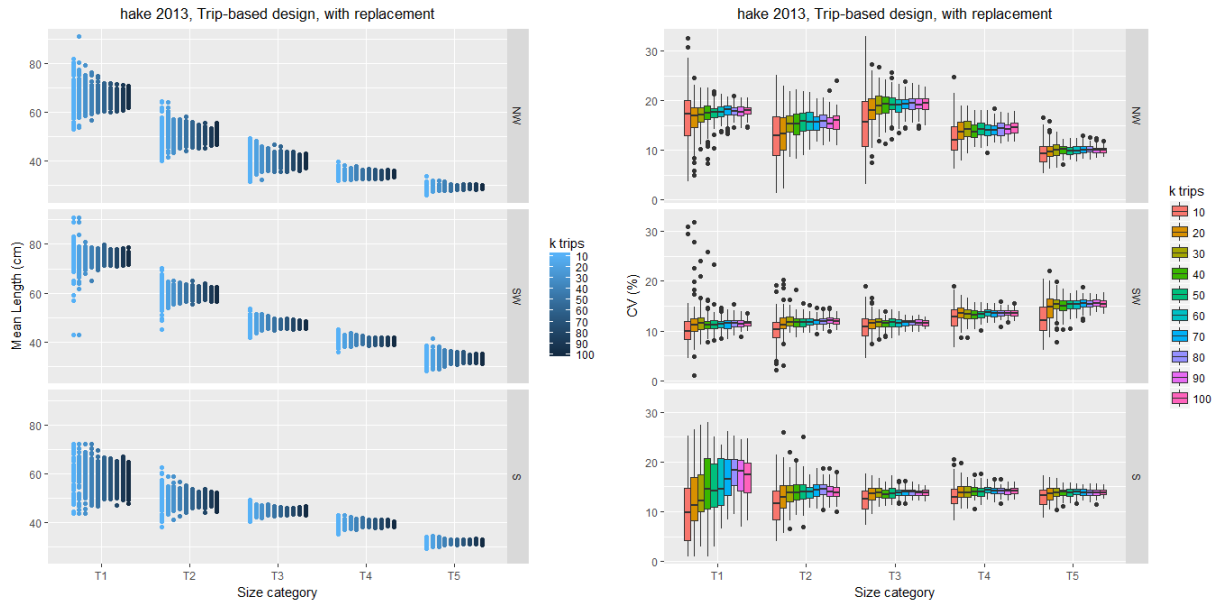 hake 2013, Trip-based design, with replacement
Mean Length (cm)
80
60
40
NW
80
60
40
SW
80
60
40
S
T1 T2 T3 T4 T5
Size category
k trips
10
20
30
40
50
60
70
80
90
100
hake 2013, Trip-based design, with replacement
CV (%)
30
20
10
0
NW
30
20
10
0
SW
30
20
10
0
S
T1 T2 T3 T4 T5
Size category
k trips
10
20
30
40
50
60
70
80
90
100